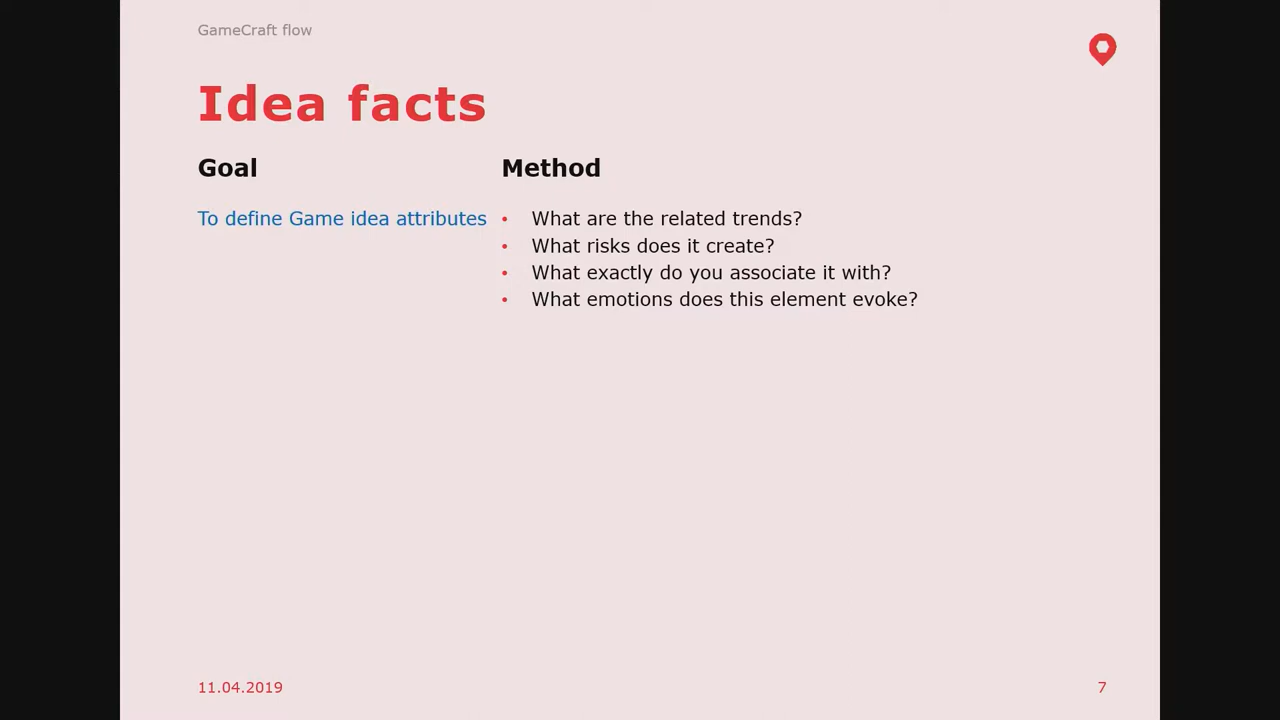 GameCraft flow
Idea facts
Goal
To define Game idea attributes
Method
• What are the related trends?
• What risks does it create?
• What exactly do you associate it with?
• What emotions does this element evoke?
11.04.2019
7